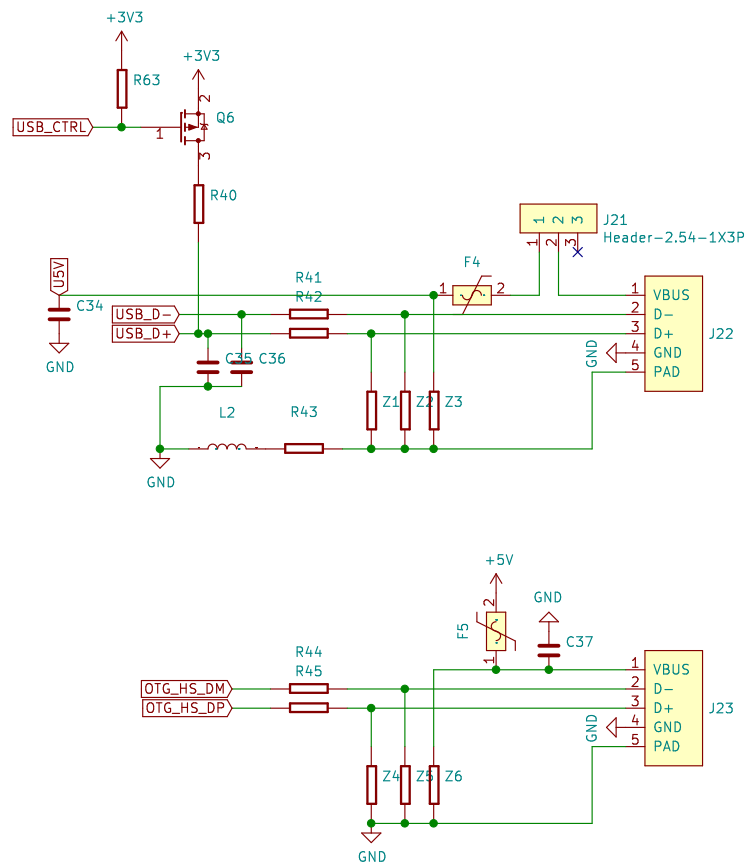 +3V3
+3V3
R63
2
Q6
USB_CTRL
1
3
R40
1 2 3
J21
1 2 3
Header-2.54-1X3P
F4
U5V
R41
1 2
1 VBUS
R42
C34
USB_D-
2 D-
USB_D+
3 D+
J22
GND
C35
C36
GND
4 GND
5 PAD
Z1
Z2
Z3
L2
R43
GND
+5V
2
GND
F5
C37
1
R44
1 VBUS
R45
OTG_HS_DM
2 D-
OTG_HS_DP
3 D+
J23
GND
4 GND
5 PAD
Z4
Z5
Z6
GND